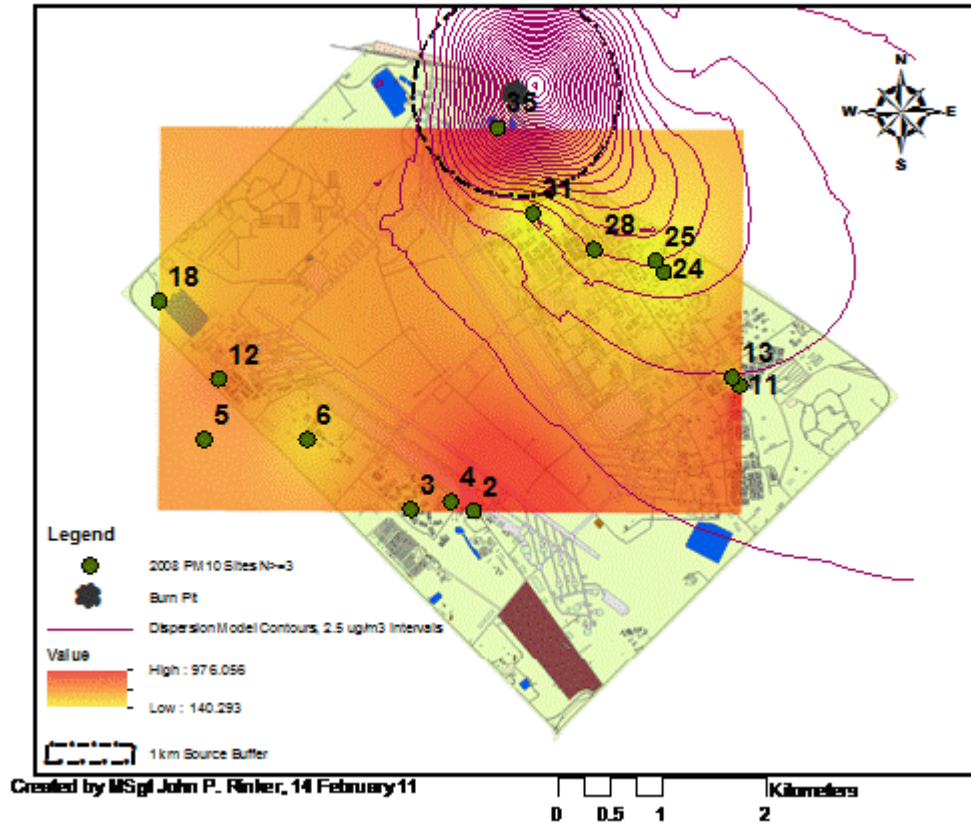 35
N
W
E
S
31
28
25
24
18
13
11
12
5
6
3
4
2
Legend
2008 PM10 Sites N>=3
Burn Pit
Dispersion Model Contours, 2.5 ug/m3 Intervals
Value
High : 976.056
Low : 140.293
1km Source Buffer
Created by MSgt John P. Rinker, 14 February 11
Kilometers
0 0.5 1 2